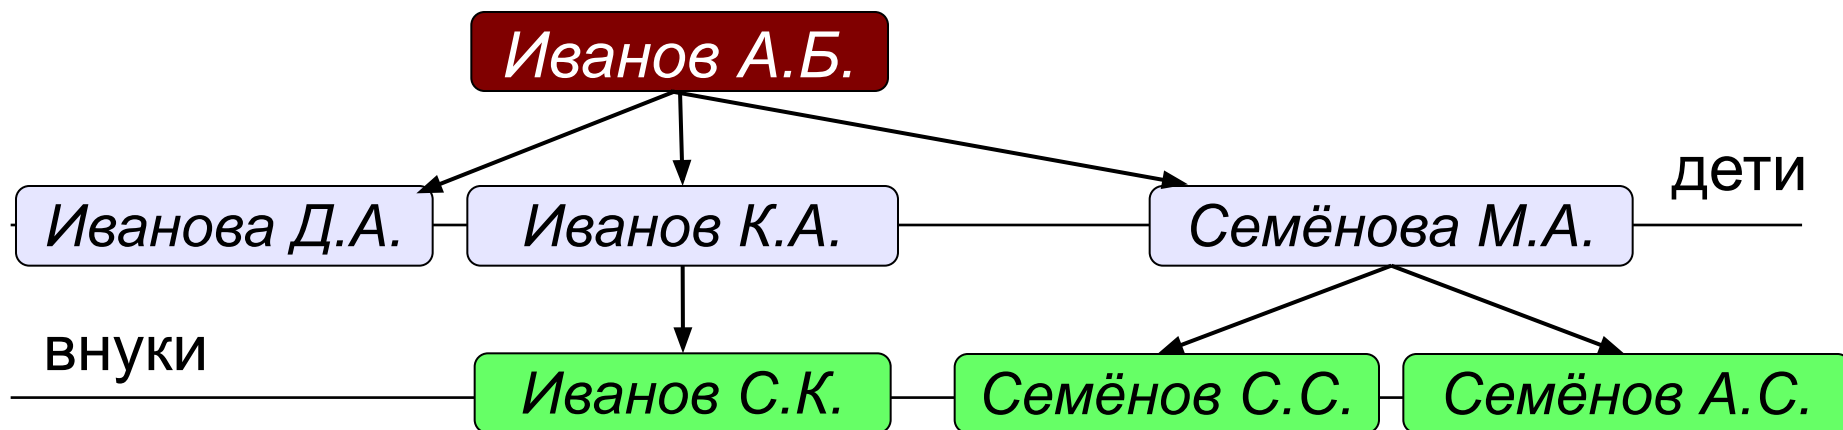 Иванов А.Б.
дети
Иванова Д.А.
Иванов К.А.
Семёнова М.А.
внуки
Иванов С.К.
Семёнов С.С.
Семёнов А.С.